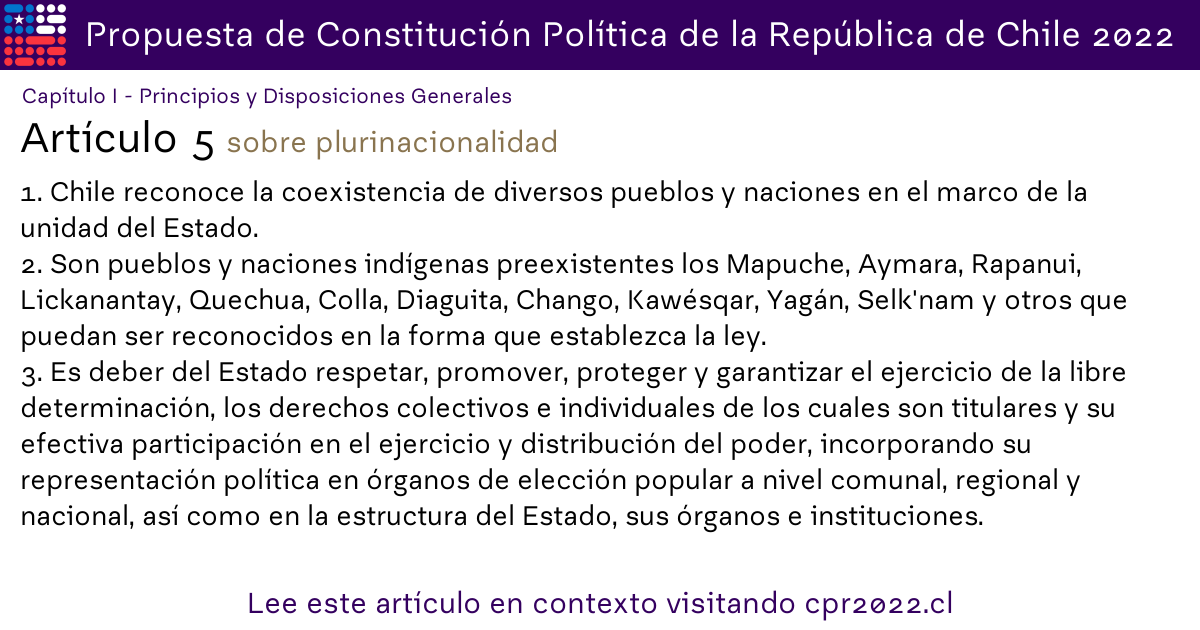 Propuesta de Constitución Política de la República de Chile 2022
Capítulo I - Principios y Disposiciones Generales
Artículo 5 sobre plurinacionalidad
1. Chile reconoce la coexistencia de diversos pueblos y naciones en el marco de la
unidad del Estado.
2. Son pueblos y naciones indígenas preexistentes los Mapuche, Aymara, Rapanui,
Lickanantay, Quechua, Colla, Diaguita, Chango, Kawésqar, Yagán, Selk'nam y otros que
puedan ser reconocidos en la forma que establezca la ley.
3. Es deber del Estado respetar, promover, proteger y garantizar el ejercicio de la libre
determinación, los derechos colectivos e individuales de los cuales son titulares y su
efectiva participación en el ejercicio y distribución del poder, incorporando su
representación política en órganos de elección popular a nivel comunal, regional y
nacional, así como en la estructura del Estado, sus órganos e instituciones.
Lee este artículo en contexto visitando cpr2022.cl